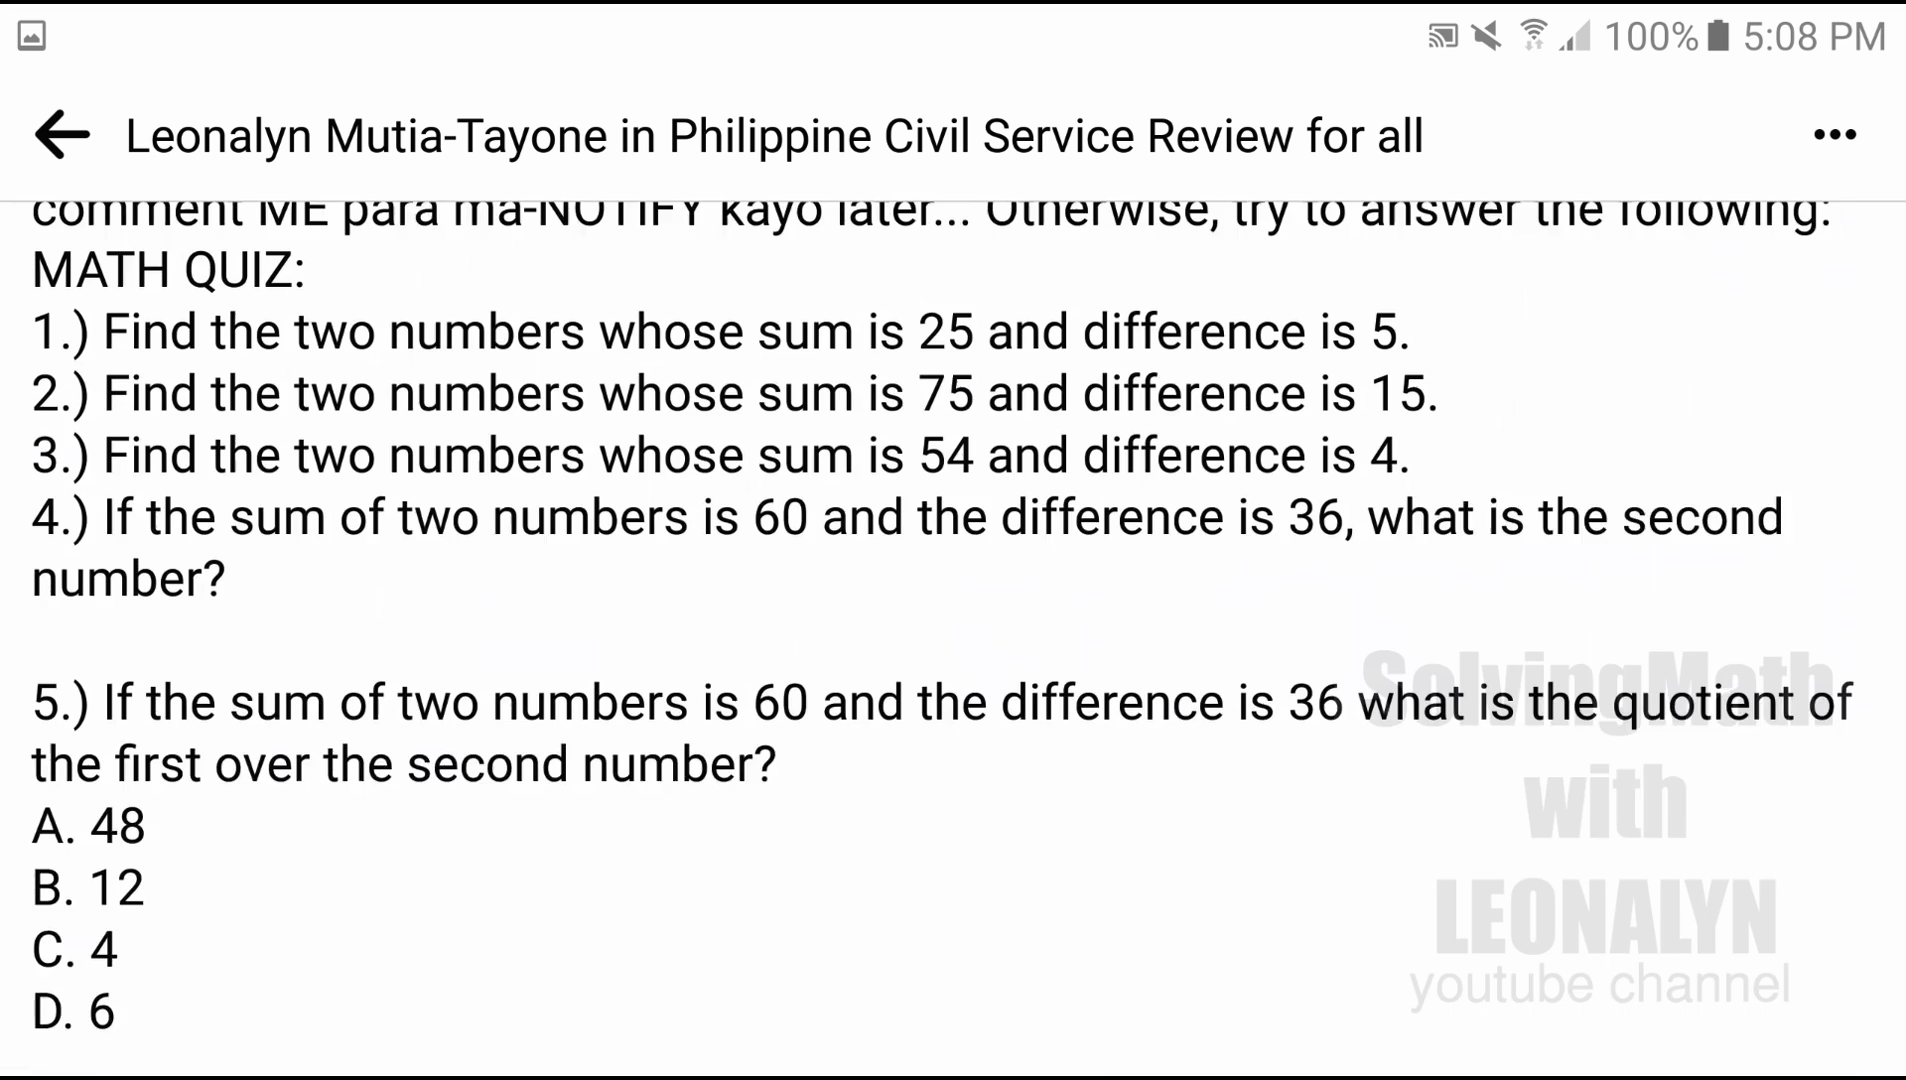 100% 5:08 PM
Leonalyn Mutia-Tayone in Philippine Civil Service Review for all
comment ME para ma-NOTIFY kayo later... Otherwise, try to answer the following:
MATH QUIZ:
1.) Find the two numbers whose sum is 25 and difference is 5.
2.) Find the two numbers whose sum is 75 and difference is 15.
3.) Find the two numbers whose sum is 54 and difference is 4.
4.) If the sum of two numbers is 60 and the difference is 36, what is the second
number?
5.) If the sum of two numbers is 60 and the difference is 36 what is the quotient of
the first over the second number?
A. 48
B. 12
C. 4
D. 6
SolvingMath
with
LEONALYN
youtube channel